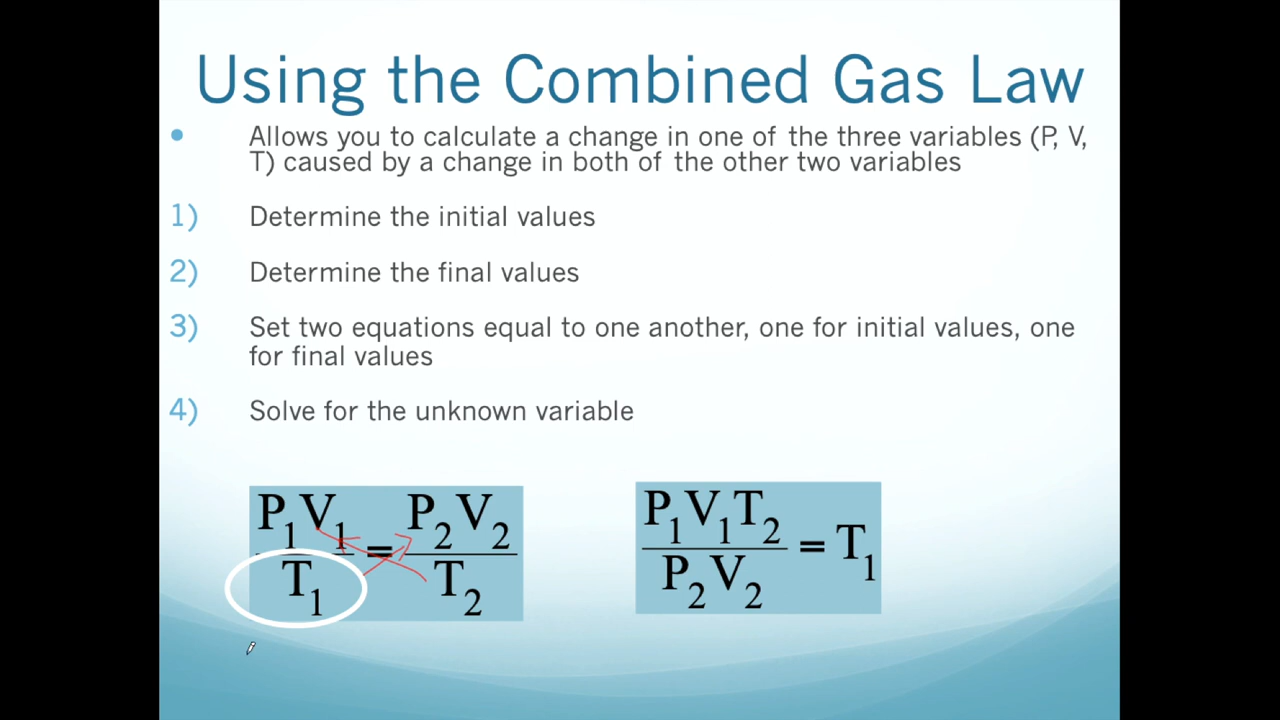 Using the Combined Gas Law
• Allows you to calculate a change in one of the three variables (P, V,
T) caused by a change in both of the other two variables
1) Determine the initial values
2) Determine the final values
3) Set two equations equal to one another, one for initial values, one
for final values
4) Solve for the unknown variable
P₁V₁/T₁ = P₂V₂/T₂
P₁V₁T₂/P₂V₂ = T₁